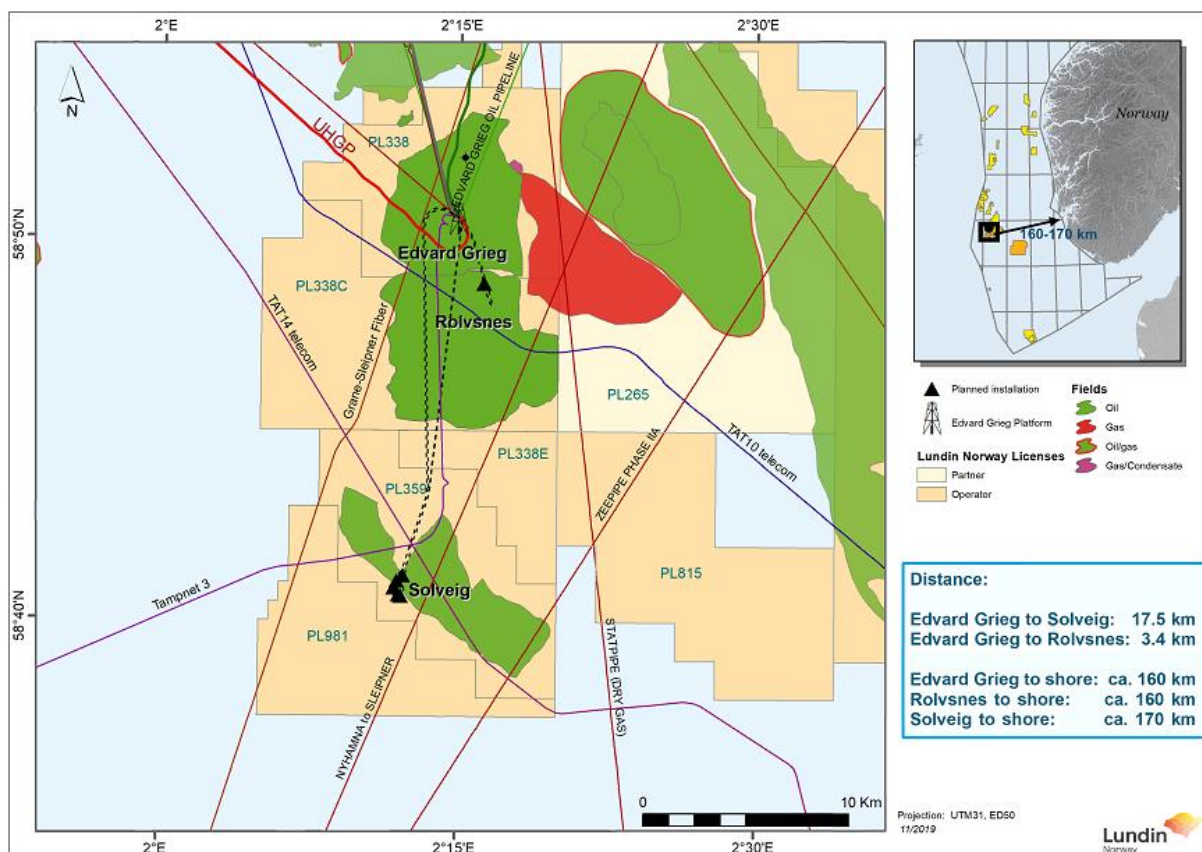 2°E 2°15'E 2°30'E
N
UHGP
PL338
EDVARD GRIEG OIL PIPELINE
58°50'N
Edvard Grieg
PL338C
Rolvsnes
TAT14 telecom
Grane-Sleipner Fiber
PL265
TAT10 telecom
PL338E
PL359
ZEEPIPE PHASE IIA
Tampnet 3
Solveig
PL815
58°40'N
PL981
NYHAMNA to SLEIPNER
STATPIPE (DRY GAS)
0 10 Km
2°E 2°15'E 2°30'E
Norway
160-170 km
Planned installation
Edvard Grieg Platform
Lundin Norway Licenses
Partner
Operator
Fields
Oil
Gas
Oil/gas
Gas/Condensate
Distance:
Edvard Grieg to Solveig: 17.5 km
Edvard Grieg to Rolvsnes: 3.4 km
Edvard Grieg to shore: ca. 160 km
Rolvsnes to shore: ca. 160 km
Solveig to shore: ca. 170 km
Projection: UTM31, ED50
11/2019
Lundin
Norway